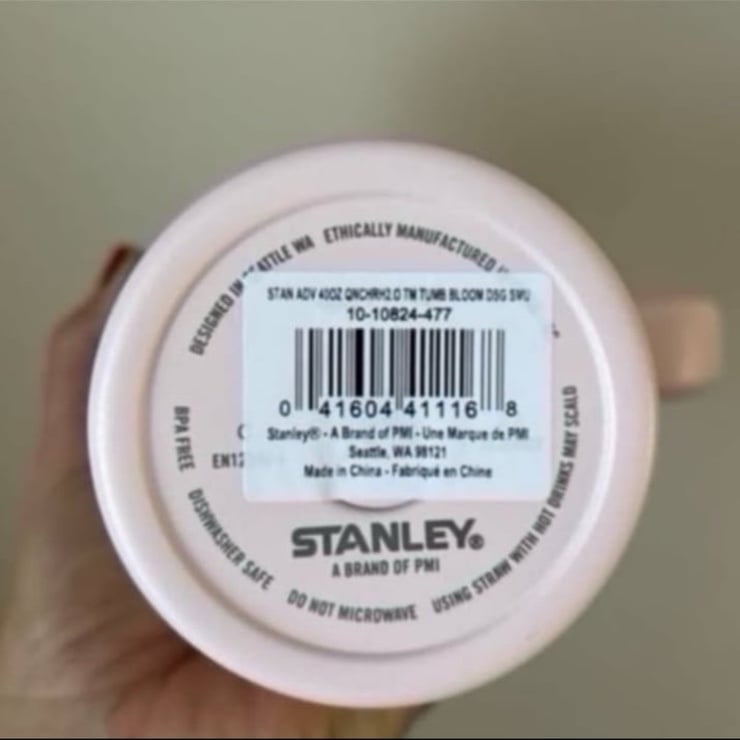 DESIGNED IN SEATTLE WA ETHICALLY MANUFACTURED
STAN ADV 40OZ QNCHRH2.0 TM TUMB BLOOM DSG SMU
10-10824-477
0 41604 41116 8
Stanley® - A Brand of PMI - Une Marque de PMI
Seattle, WA 98121
Made in China - Fabriqué en Chine
EN12
STANLEY®
A BRAND OF PMI
BPA FREE
DISHWASHER SAFE
DO NOT MICROWAVE
USING STRAW WITH HOT DRINKS MAY SCALD